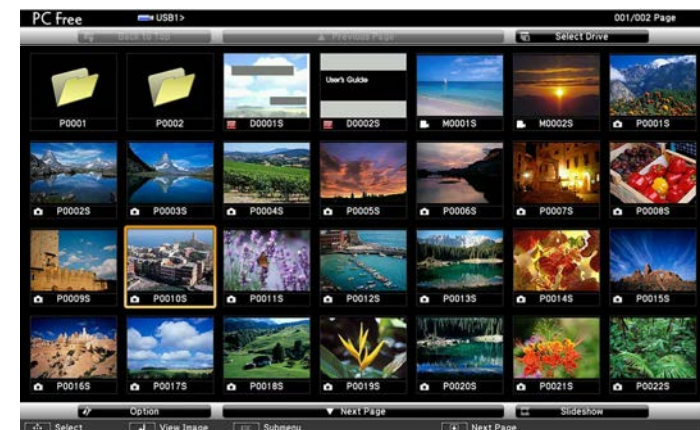 PC Free USB1> 001/002 Page
Back to Top ▲ Previous Page Select Drive
User's Guide
P0001 P0002 D0001S D0002S M0001S M0002S P0001S
P0002S P0003S P0004S P0005S P0006S P0007S P0008S
P0009S P0010S P0011S P0012S P0013S P0014S P0015S
P0016S P0017S P0018S P0019S P0020S P0021S P0022S
Option ▼ Next Page Slideshow
Select View Image Submenu Next Page